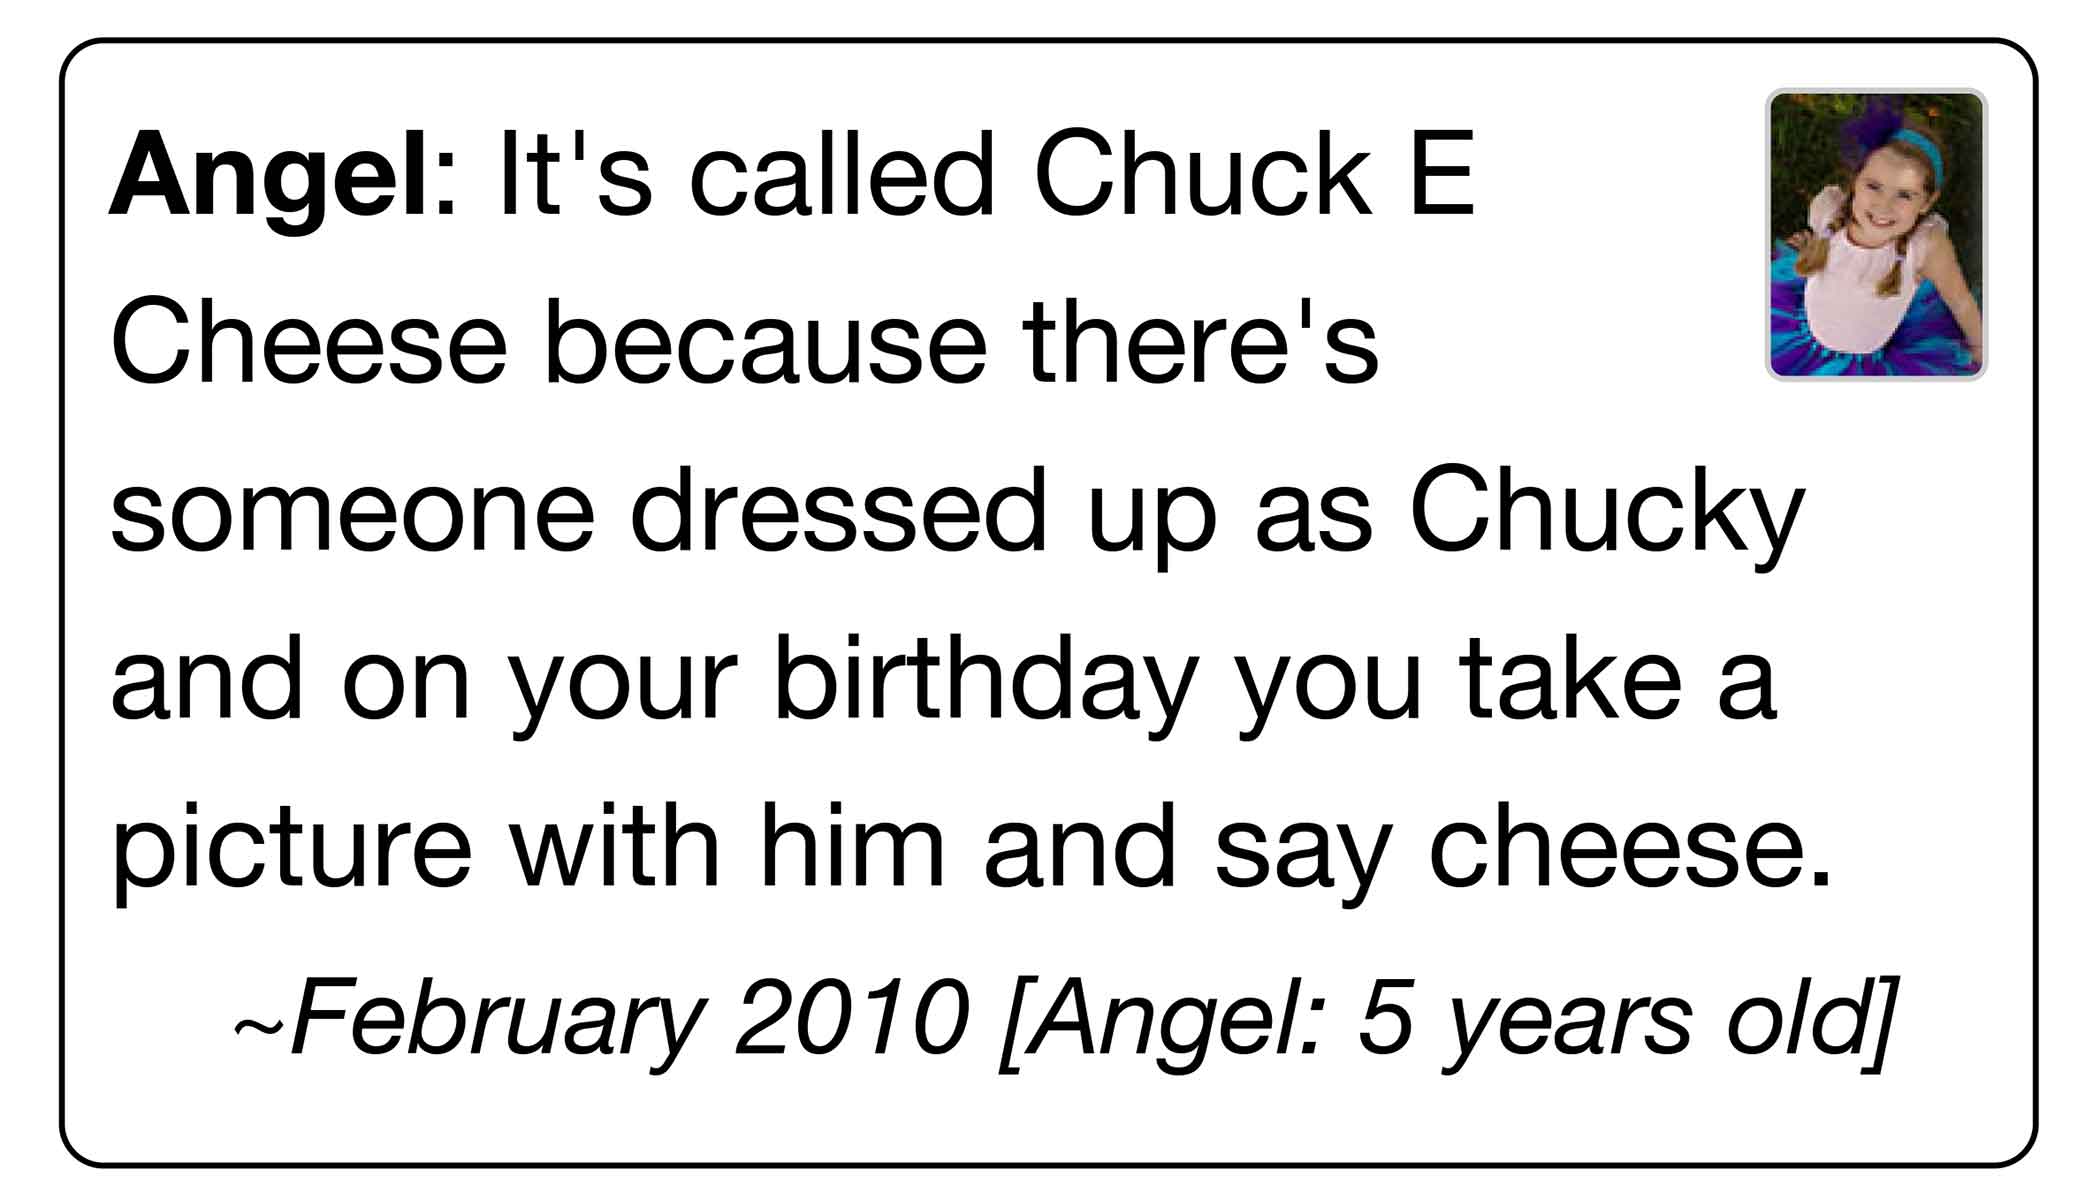 Angel: It's called Chuck E
Cheese because there's
someone dressed up as Chucky
and on your birthday you take a
picture with him and say cheese.
~February 2010 [Angel: 5 years old]